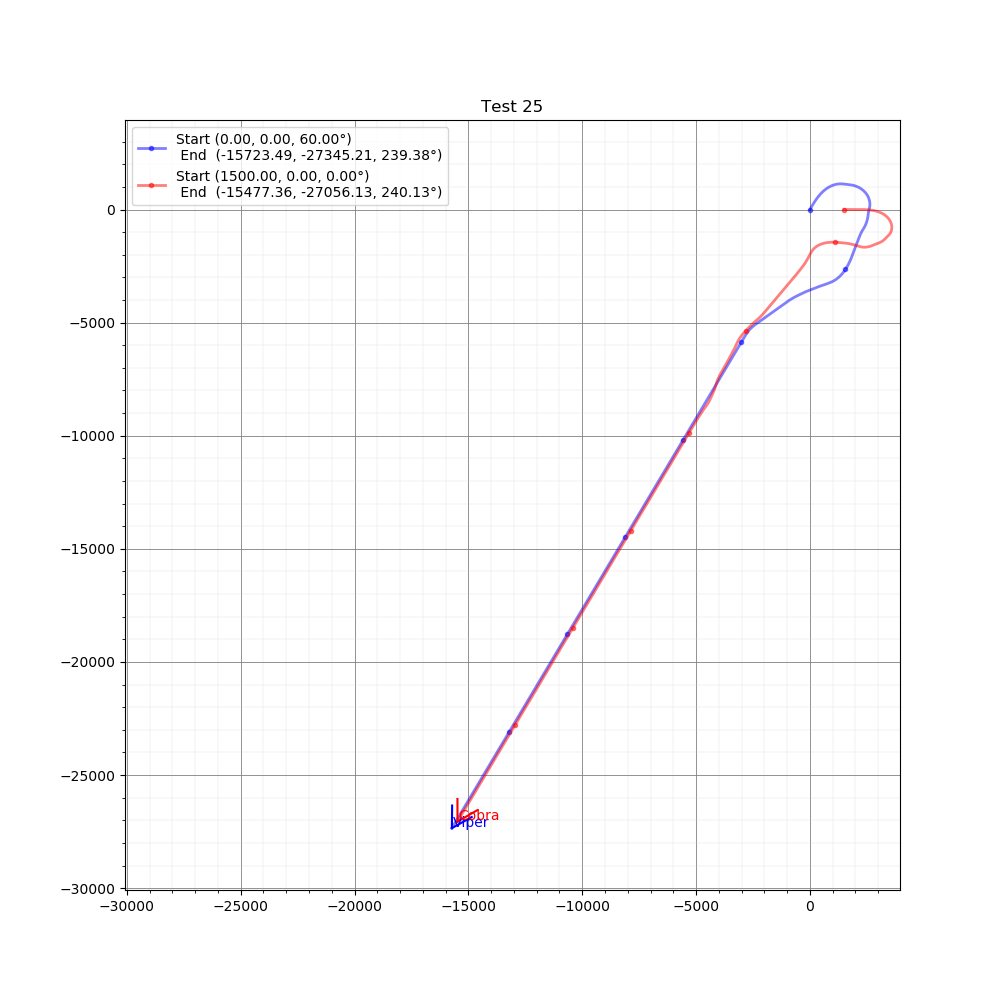 Test 25
Start (0.00, 0.00, 60.00°)
End (-15723.49, -27345.21, 239.38°)
Start (1500.00, 0.00, 0.00°)
End (-15477.36, -27056.13, 240.13°)
0
−5000
−10000
−15000
−20000
−25000
−30000
Cobra
Viper
−30000 −25000 −20000 −15000 −10000 −5000 0